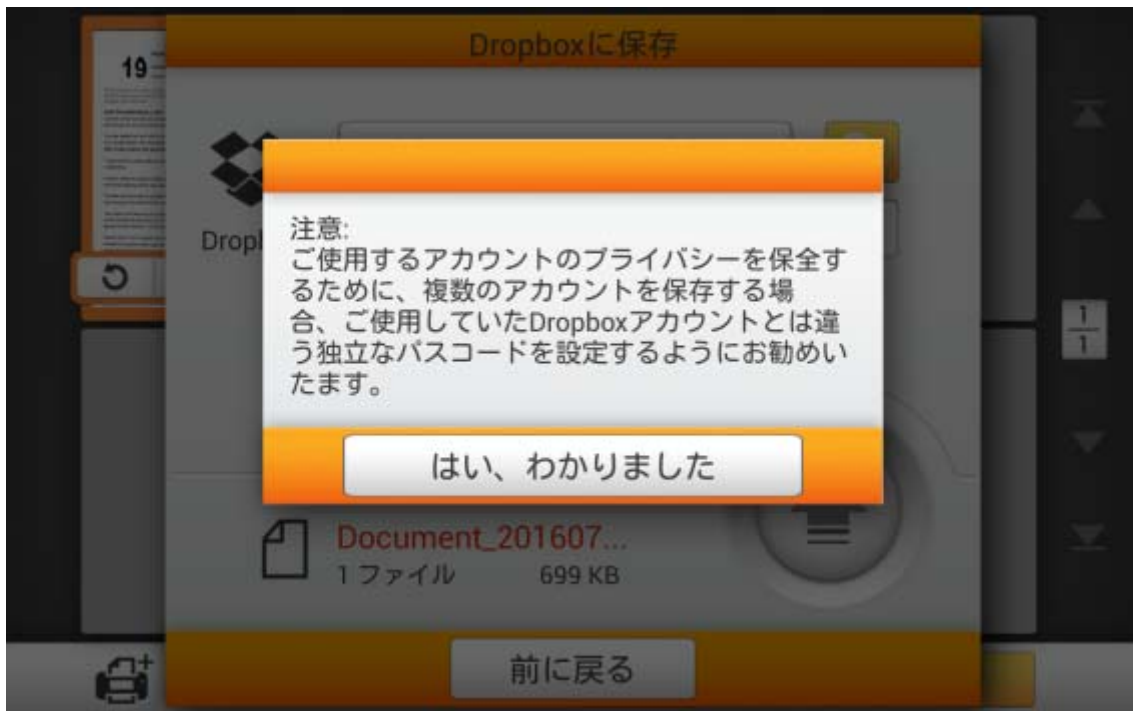 Dropboxに保存
19
Dropl
注意:
ご使用するアカウントのプライバシーを保全す
るために、複数のアカウントを保存する場
合、ご使用していたDropboxアカウントとは違
う独立なパスコードを設定するようにお勧めい
たます。
はい、わかりました
1
1
Document_201607...
1 ファイル 699 KB
前に戻る